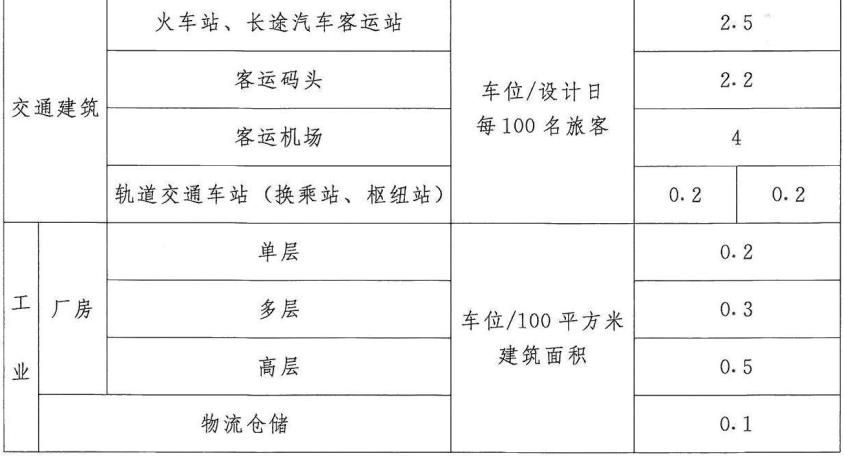 交通建筑
火车站、长途汽车客运站
车位/设计日
每100名旅客
2.5
客运码头
2.2
客运机场
4
轨道交通车站（换乘站、枢纽站）
0.2
0.2
工
业
厂房
单层
车位/100平方米
建筑面积
0.2
多层
0.3
高层
0.5
物流仓储
0.1